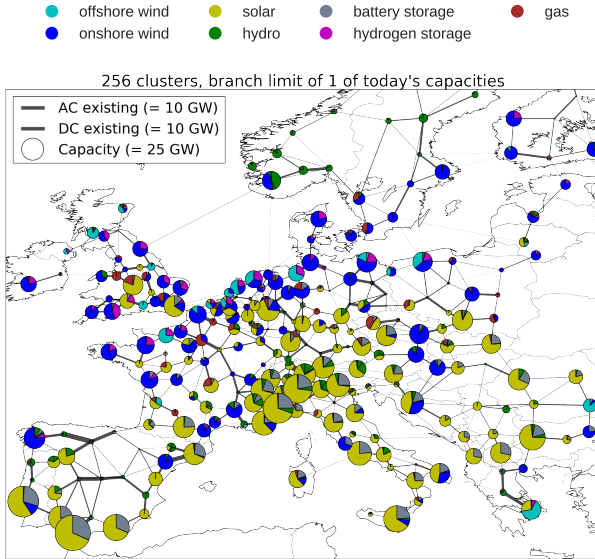 offshore wind solar battery storage gas
onshore wind hydro hydrogen storage
256 clusters, branch limit of 1 of today's capacities
AC existing (= 10 GW)
DC existing (= 10 GW)
Capacity (= 25 GW)